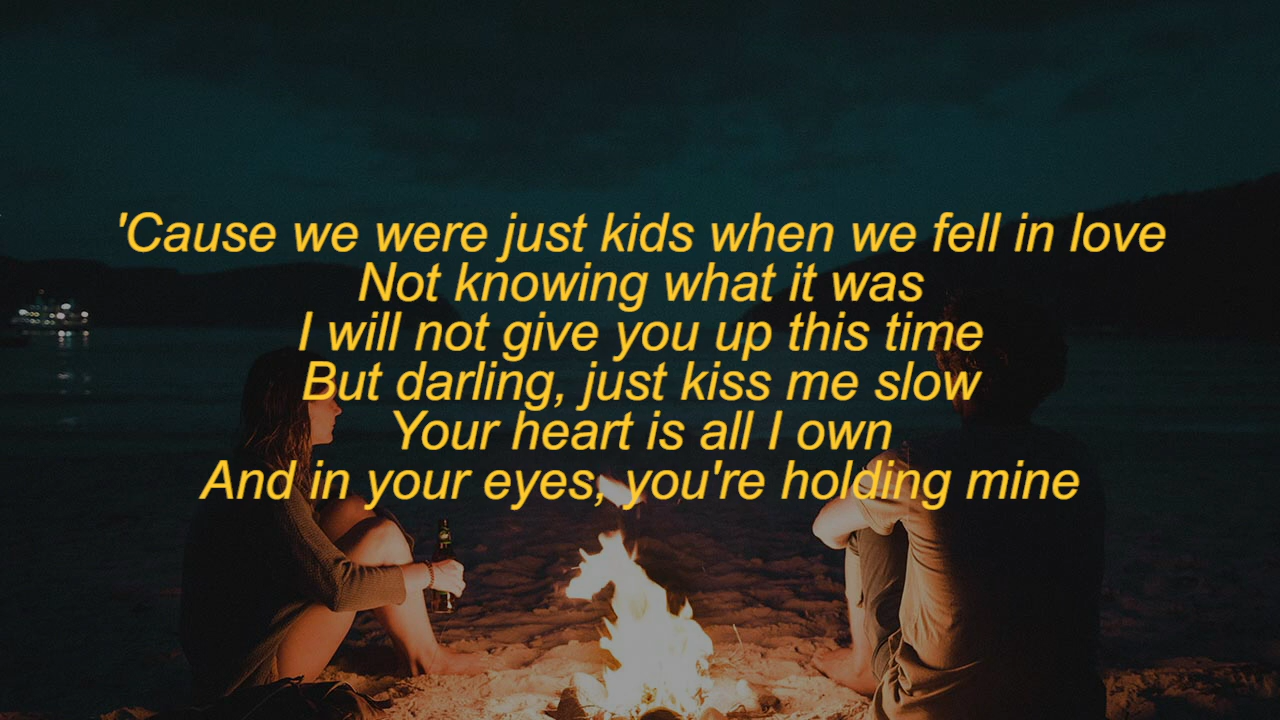 'Cause we were just kids when we fell in love
Not knowing what it was
I will not give you up this time
But darling, just kiss me slow
Your heart is all I own
And in your eyes, you're holding mine